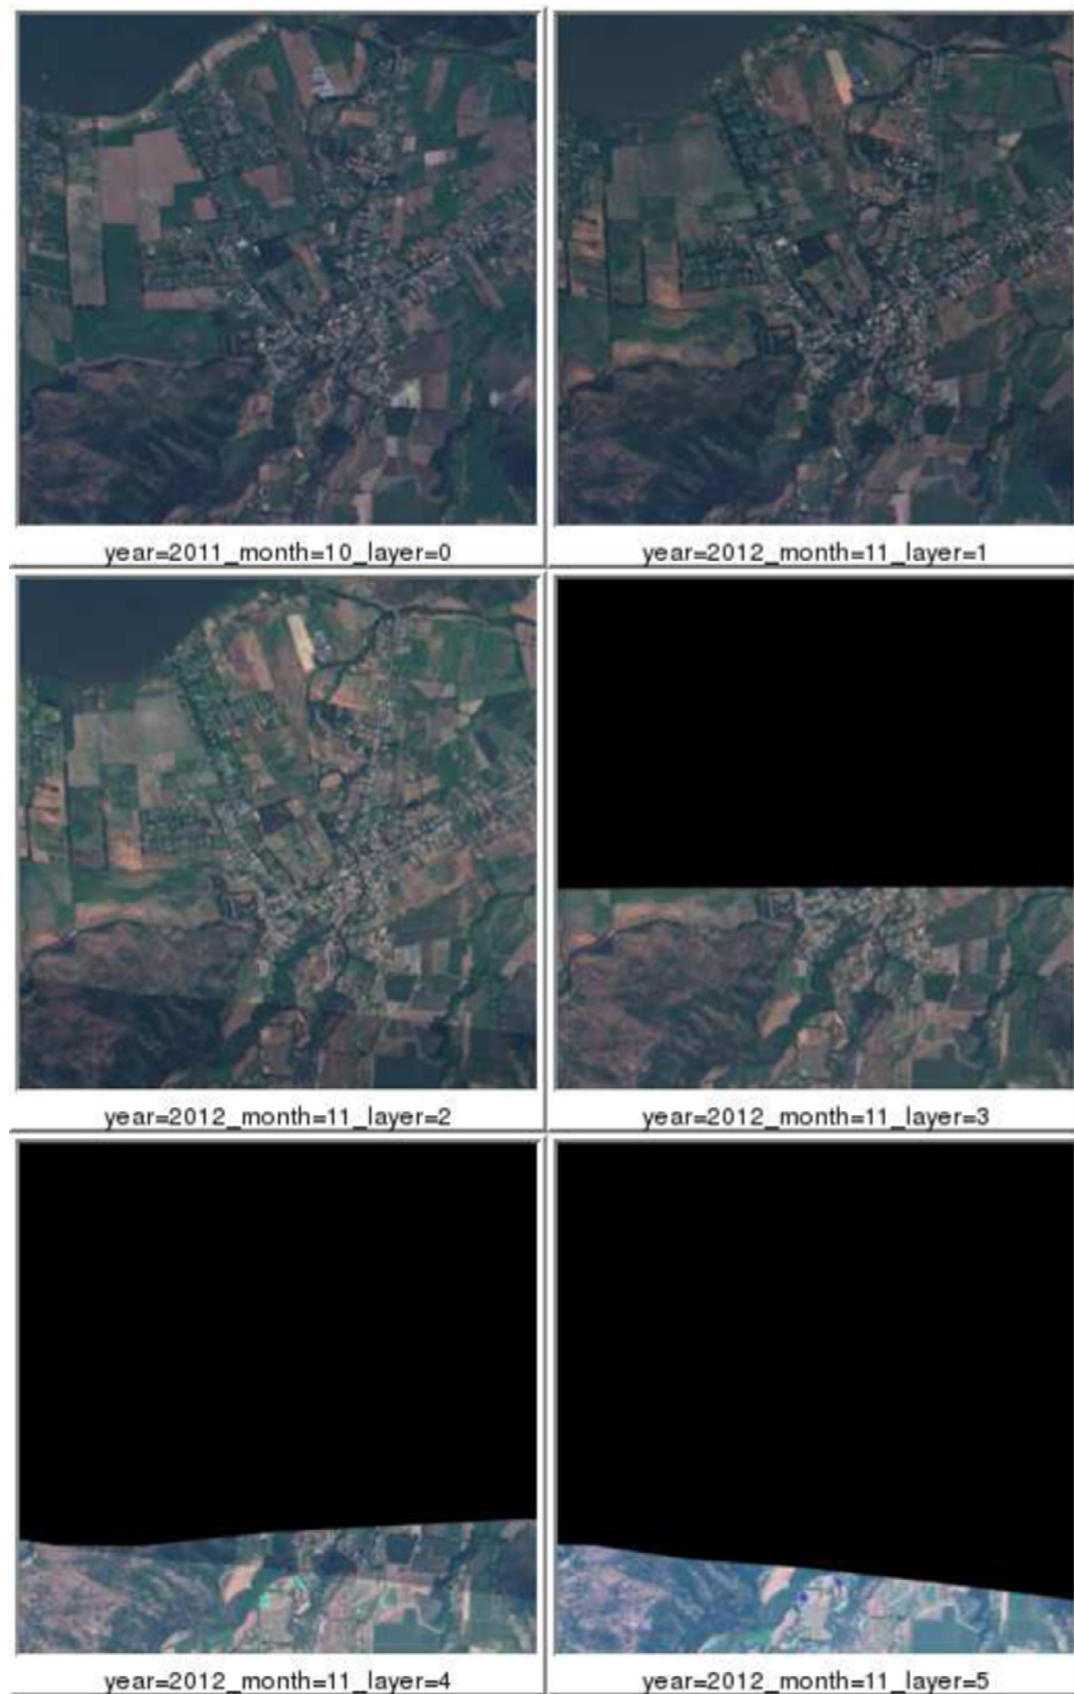 year=2011_month=10_layer=0
year=2012_month=11_layer=1
year=2012_month=11_layer=2
year=2012_month=11_layer=3
year=2012_month=11_layer=4
year=2012_month=11_layer=5